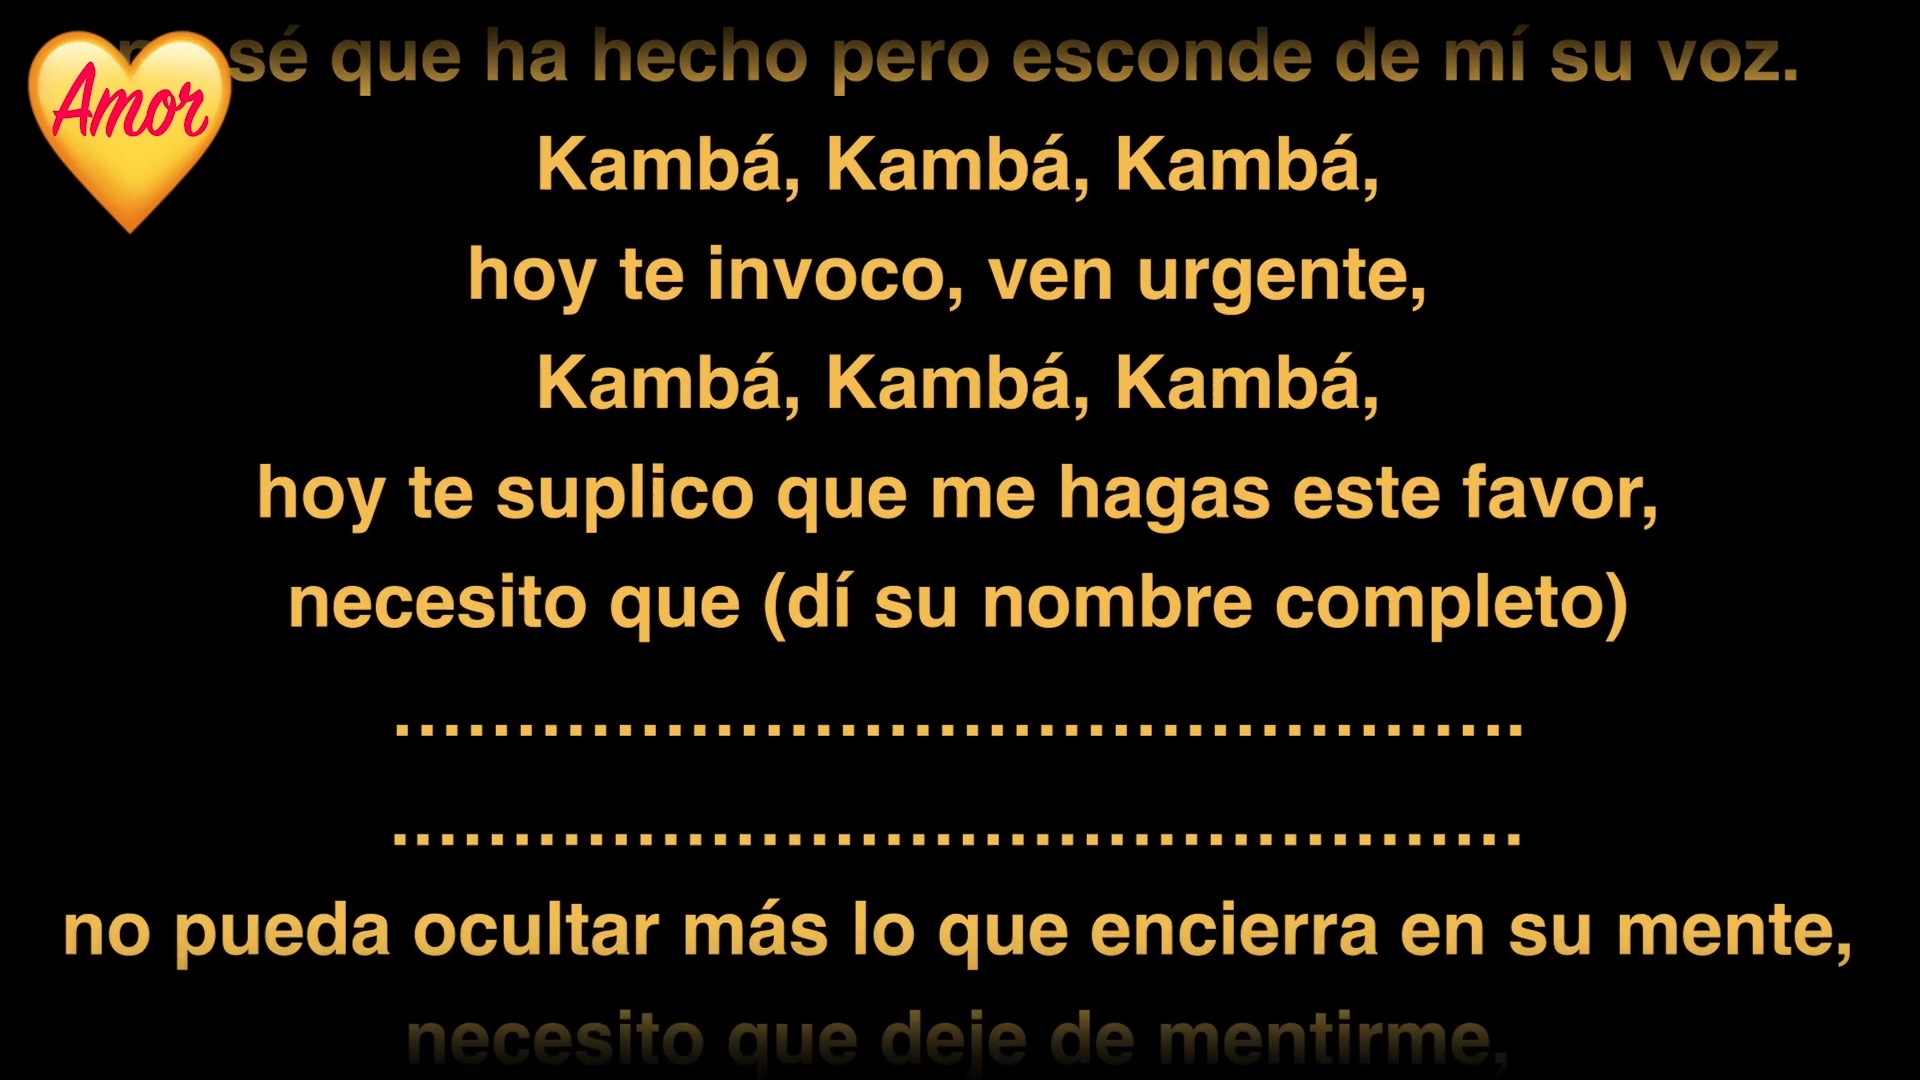 Amor
sé que ha hecho pero esconde de mí su voz.
Kambá, Kambá, Kambá,
hoy te invoco, ven urgente,
Kambá, Kambá, Kambá,
hoy te suplico que me hagas este favor,
necesito que (dí su nombre completo)
..............................................
..............................................
no pueda ocultar más lo que encierra en su mente,
necesito que deje de mentirme,